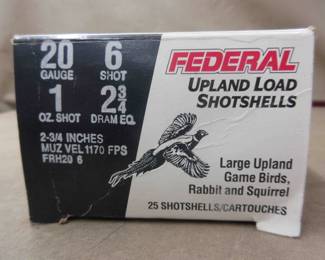 20 6
GAUGE SHOT
1 2 3/4
OZ. SHOT DRAM EQ.
2-3/4 INCHES
MUZ VEL 1170 FPS
FRH20 6
FEDERAL
UPLAND LOAD
SHOTSHELLS
Large Upland
Game Birds,
Rabbit and Squirrel
25 SHOTSHELLS/CARTOUCHES